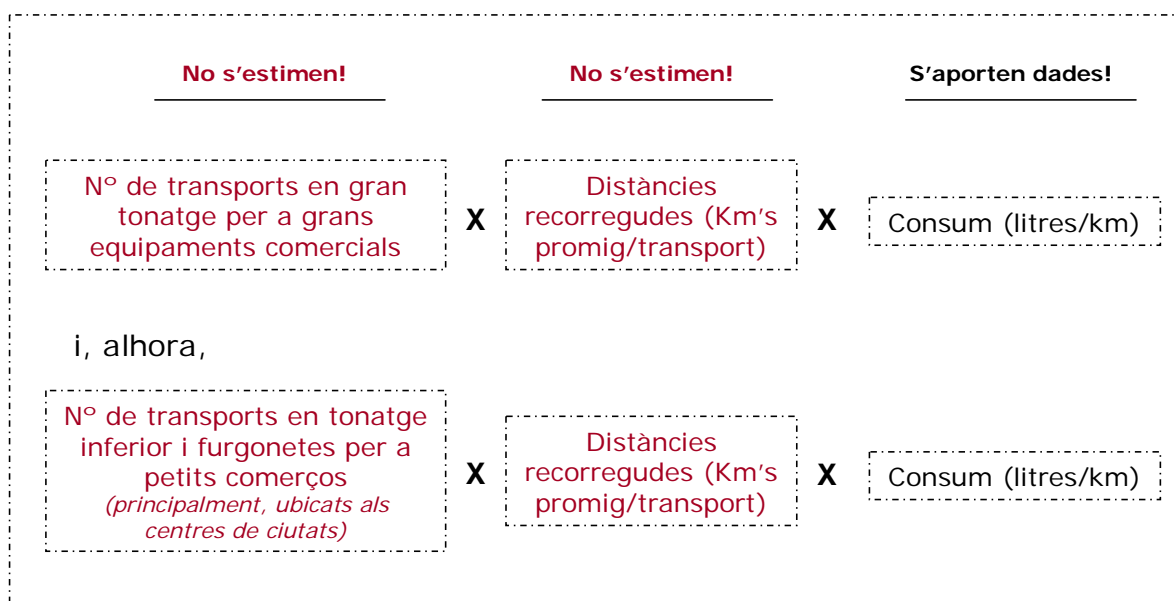 No s'estimen!
No s'estimen!
S'aporten dades!
Nº de transports en gran
tonatge per a grans
equipaments comercials
X
Distàncies
recorregudes (Km's
promig/transport)
X
Consum (litres/km)
i, alhora,
Nº de transports en tonatge
inferior i furgonetes per a
petits comerços
(principalment, ubicats als
centres de ciutats)
X
Distàncies
recorregudes (Km's
promig/transport)
X
Consum (litres/km)